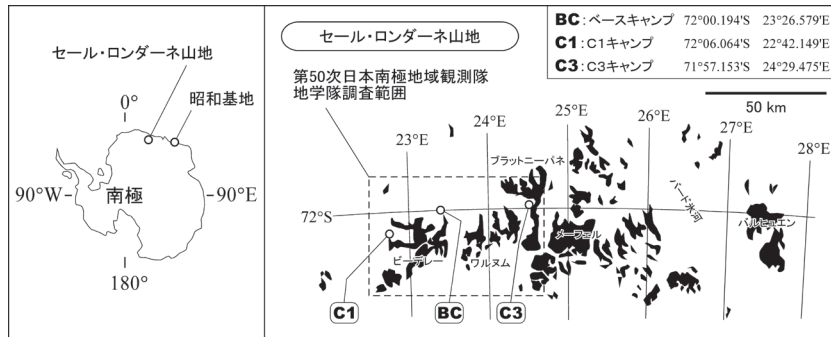 セール・ロンダーネ山地
昭和基地
0°
90°W
南極
90°E
180°
セール・ロンダーネ山地
BC:ベースキャンプ 72°00.194'S 23°26.579'E
C1:C1キャンプ 72°06.064'S 22°42.149'E
C3:C3キャンプ 71°57.153'S 24°29.475'E
第50次日本南極地域観測隊
地学隊調査範囲
50 km
23°E
24°E
25°E
26°E
27°E
28°E
ブラットニーパネ
72°S
バード氷河
バルヒェエン
メーフェル
ビーデレー
ワルヌム
C1
BC
C3